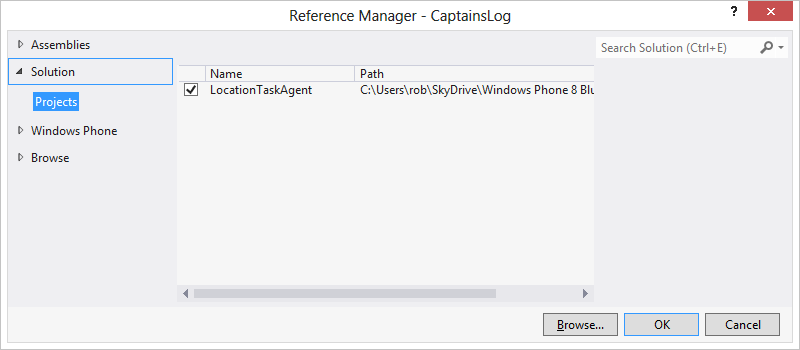 Reference Manager - CaptainsLog
?
Assemblies
Solution
Projects
Windows Phone
Browse
Search Solution (Ctrl+E)
Name Path
LocationTaskAgent C:\Users\rob\SkyDrive\Windows Phone 8 Blu
Browse... OK Cancel